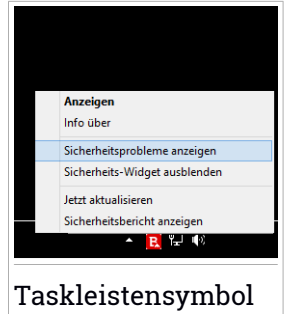 Anzeigen
Info über
Sicherheitsprobleme anzeigen
Sicherheits-Widget ausblenden
Jetzt aktualisieren
Sicherheitsbericht anzeigen
B
Taskleistensymbol